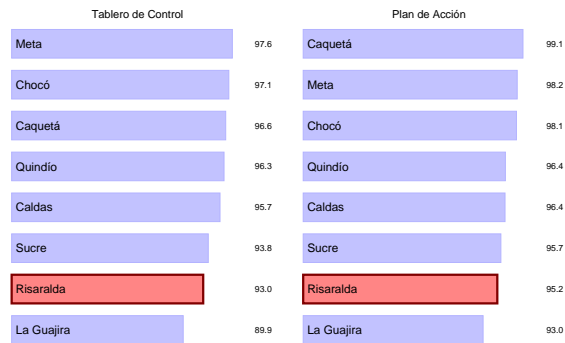 Tablero de Control
Meta 97.6
Chocó 97.1
Caquetá 96.6
Quindío 96.3
Caldas 95.7
Sucre 93.8
Risaralda 93.0
La Guajira 89.9
Plan de Acción
Caquetá 99.1
Meta 98.2
Chocó 98.1
Quindío 96.4
Caldas 96.4
Sucre 95.7
Risaralda 95.2
La Guajira 93.0